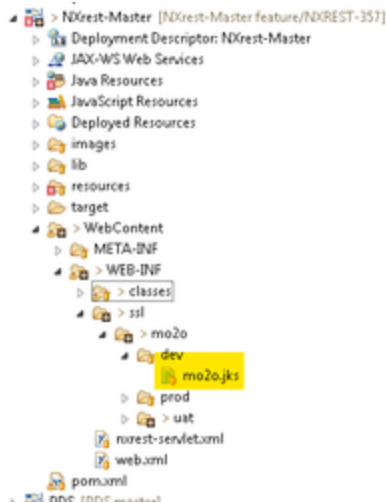 > NXrest-Master [NXrest-Master feature/NXREST-357]
Deployment Descriptor: NXrest-Master
JAX-WS Web Services
Java Resources
JavaScript Resources
Deployed Resources
images
lib
resources
target
> WebContent
META-INF
> WEB-INF
> classes
> ssl
> mo2o
dev
mo2o.jks
prod
> uat
nxrest-servlet.xml
web.xml
pom.xml